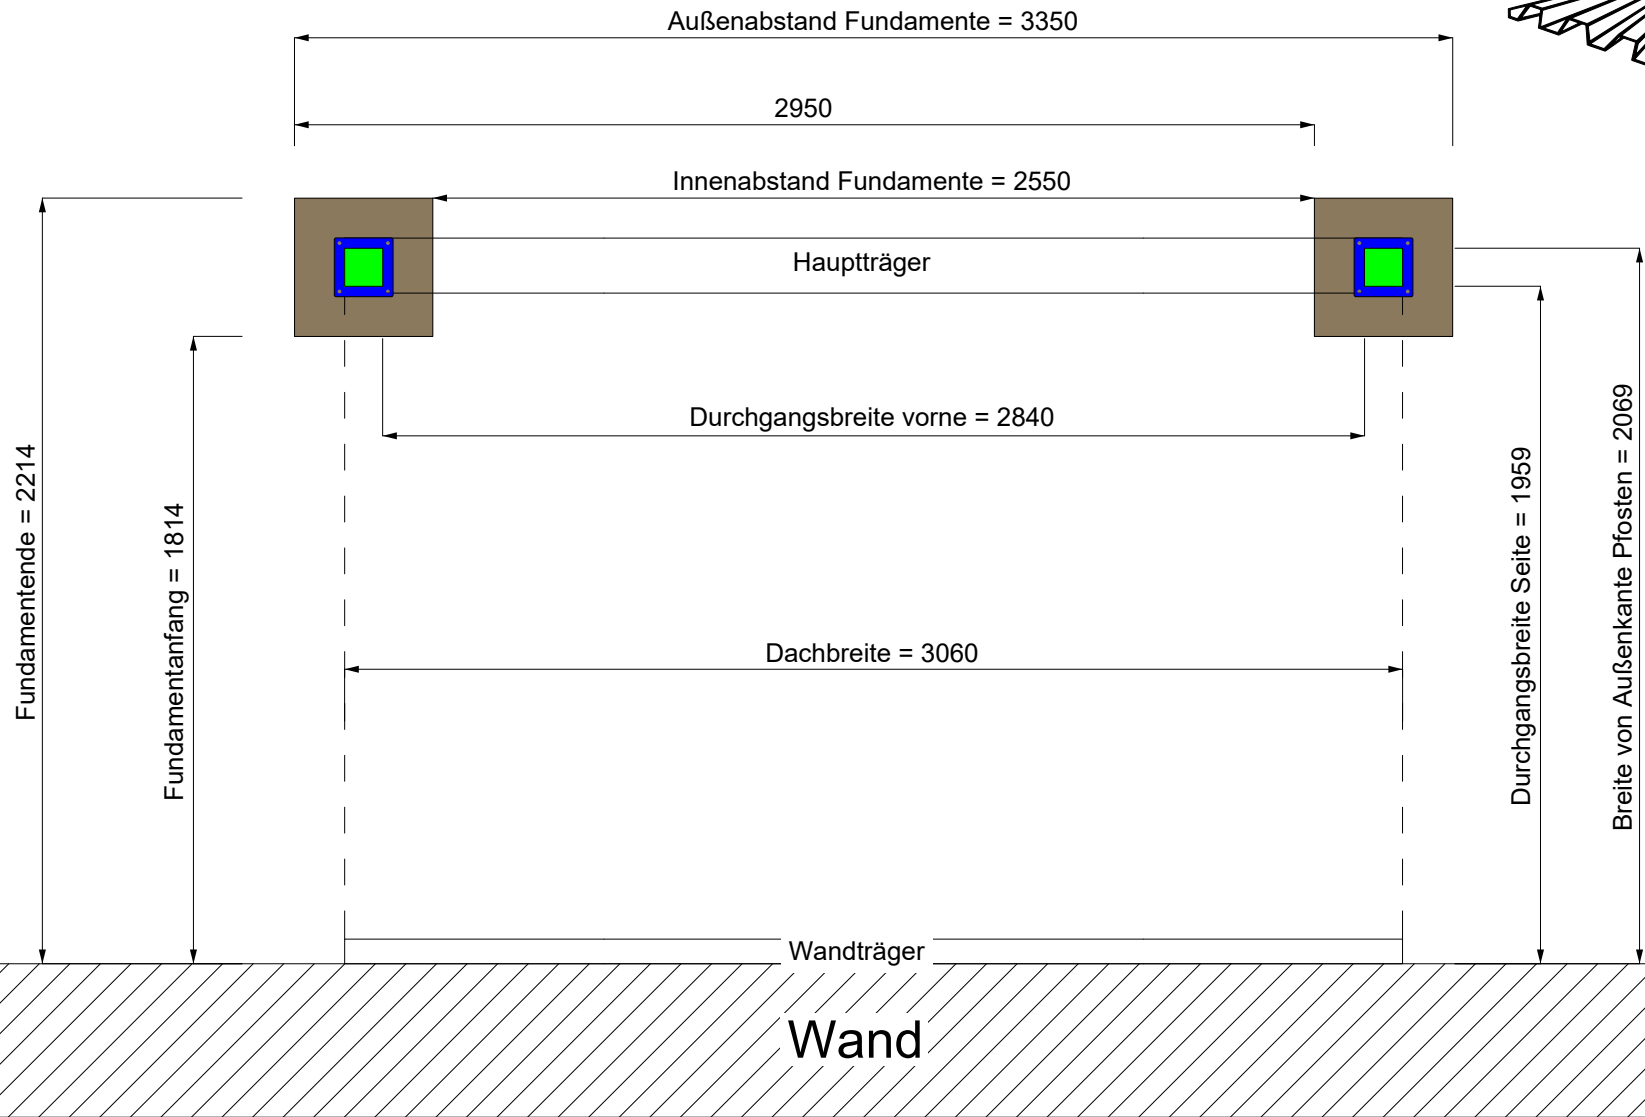 Außenabstand Fundamente = 3350
2950
Innenabstand Fundamente = 2550
Hauptträger
Durchgangsbreite vorne = 2840
Fundamentende = 2214
Fundamentanfang = 1814
Durchgangsbreite Seite = 1959
Breite von Außenkante Pfosten = 2069
Dachbreite = 3060
Wandträger
Wand